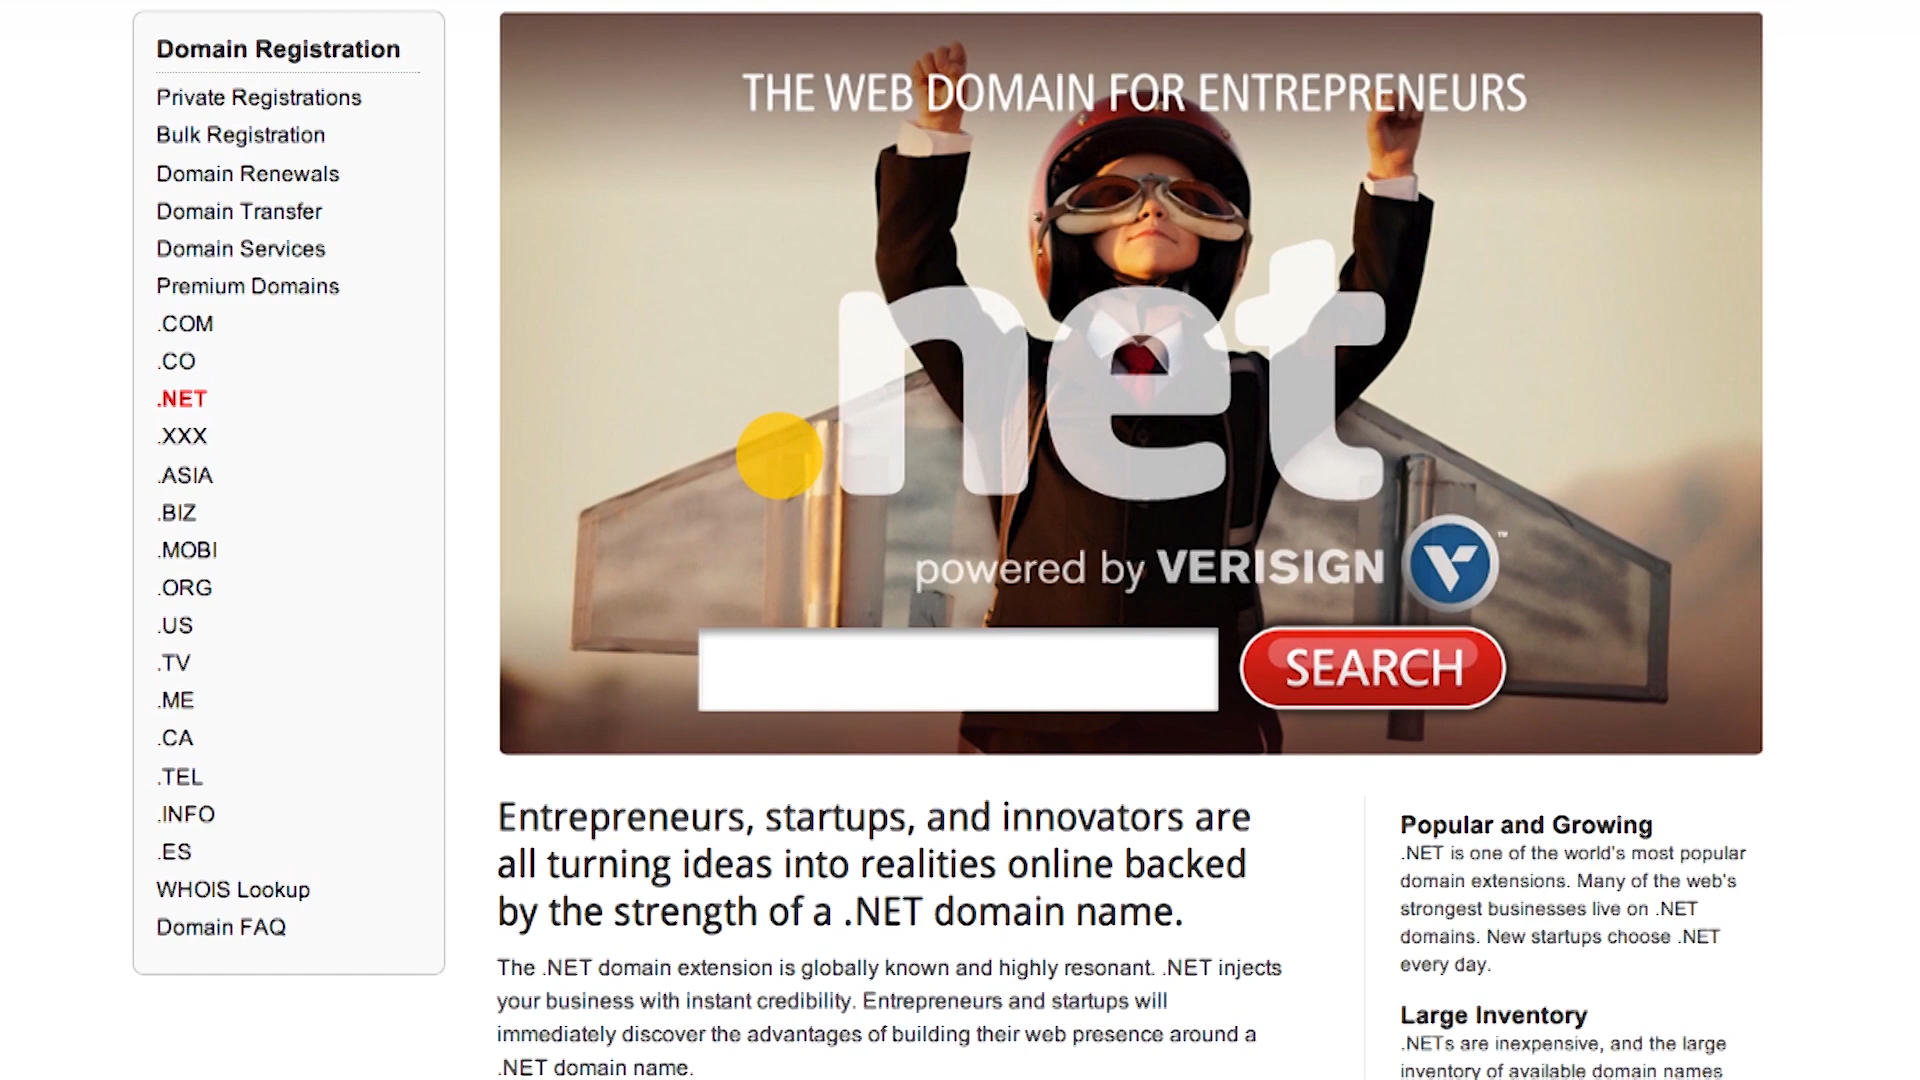 Domain Registration
Private Registrations
Bulk Registration
Domain Renewals
Domain Transfer
Domain Services
Premium Domains
.COM
.CO
.NET
.XXX
.ASIA
.BIZ
.MOBI
.ORG
.US
.TV
.ME
.CA
.TEL
.INFO
.ES
WHOIS Lookup
Domain FAQ
THE WEB DOMAIN FOR ENTREPRENEURS
.net
powered by VERISIGN ™
SEARCH
Entrepreneurs, startups, and innovators are
all turning ideas into realities online backed
by the strength of a .NET domain name.
The .NET domain extension is globally known and highly resonant. .NET injects
your business with instant credibility. Entrepreneurs and startups will
immediately discover the advantages of building their web presence around a
.NET domain name.
Popular and Growing
.NET is one of the world's most popular
domain extensions. Many of the web's
strongest businesses live on .NET
domains. New startups choose .NET
every day.
Large Inventory
.NETs are inexpensive, and the large
inventory of available domain names